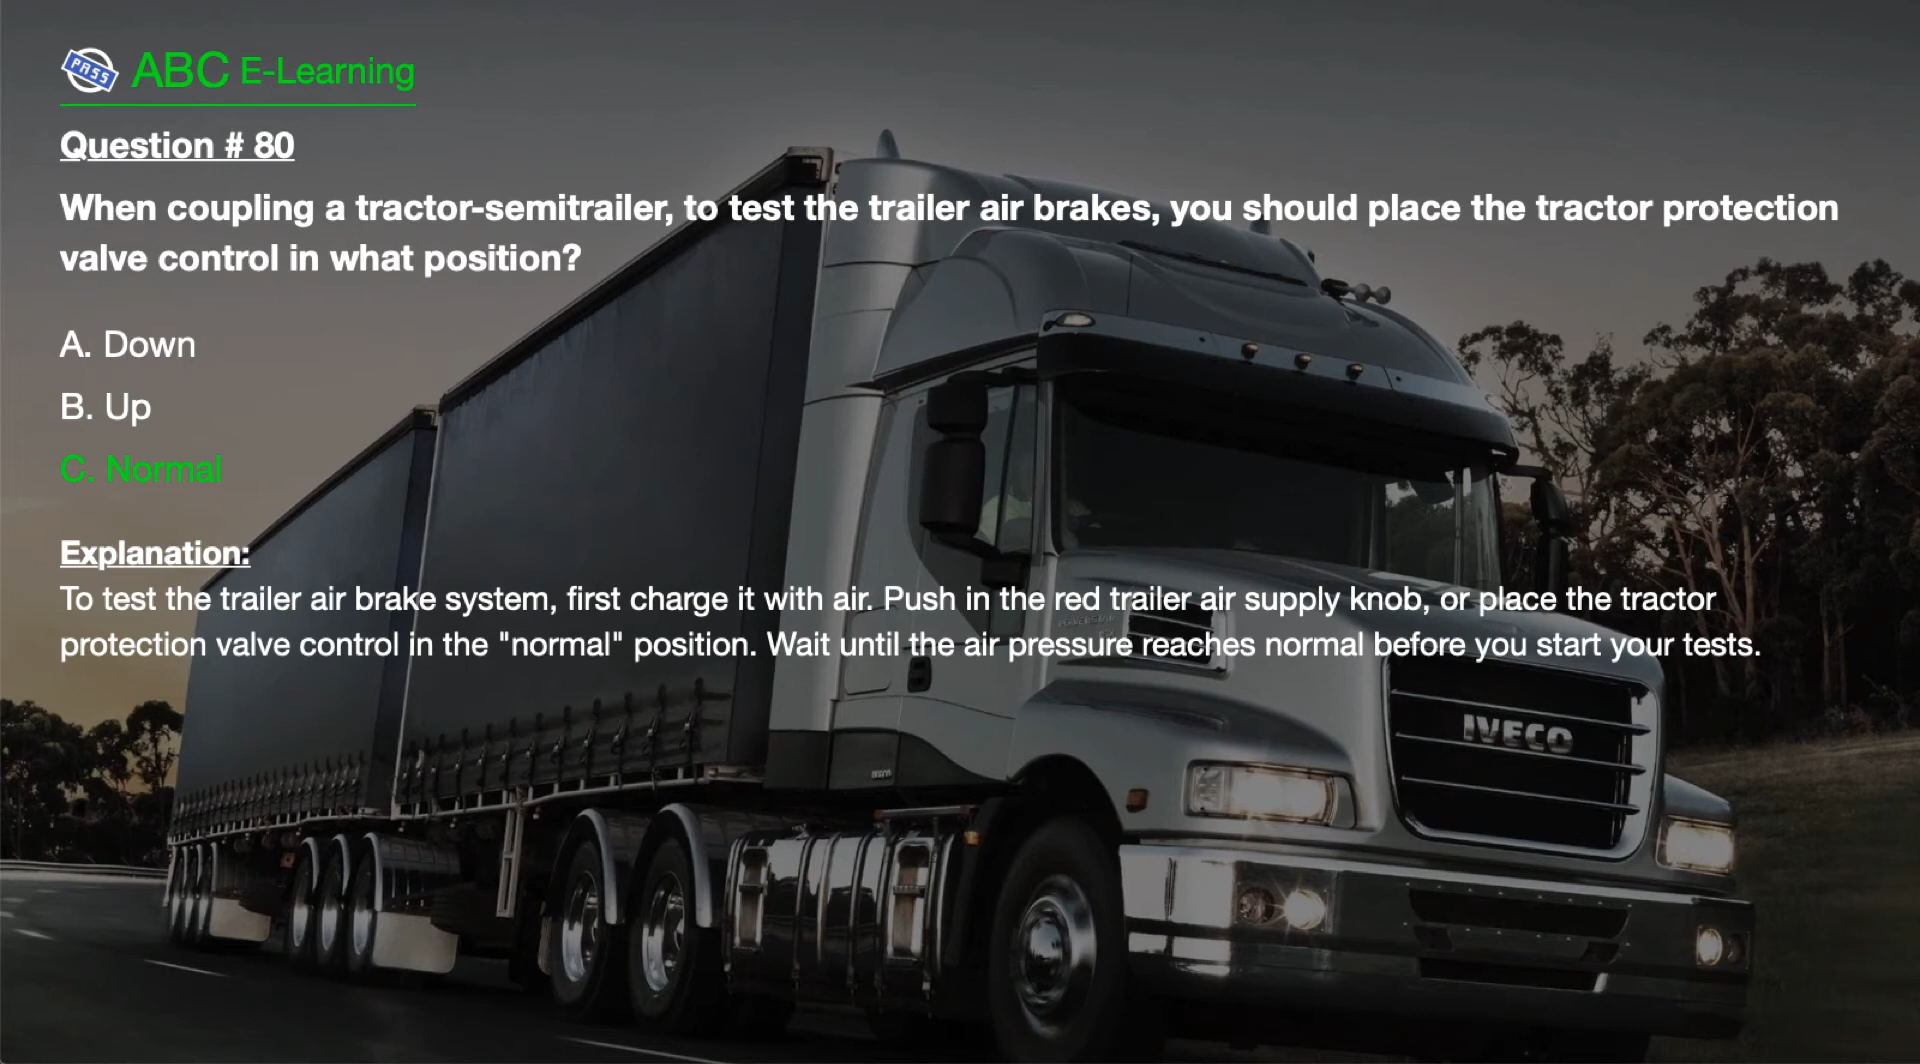 PASS
ABC E-Learning
Question # 80
When coupling a tractor-semitrailer, to test the trailer air brakes, you should place the tractor protection
valve control in what position?
A. Down
B. Up
C. Normal
Explanation:
To test the trailer air brake system, first charge it with air. Push in the red trailer air supply knob, or place the tractor
protection valve control in the "normal" position. Wait until the air pressure reaches normal before you start your tests.
IVECO